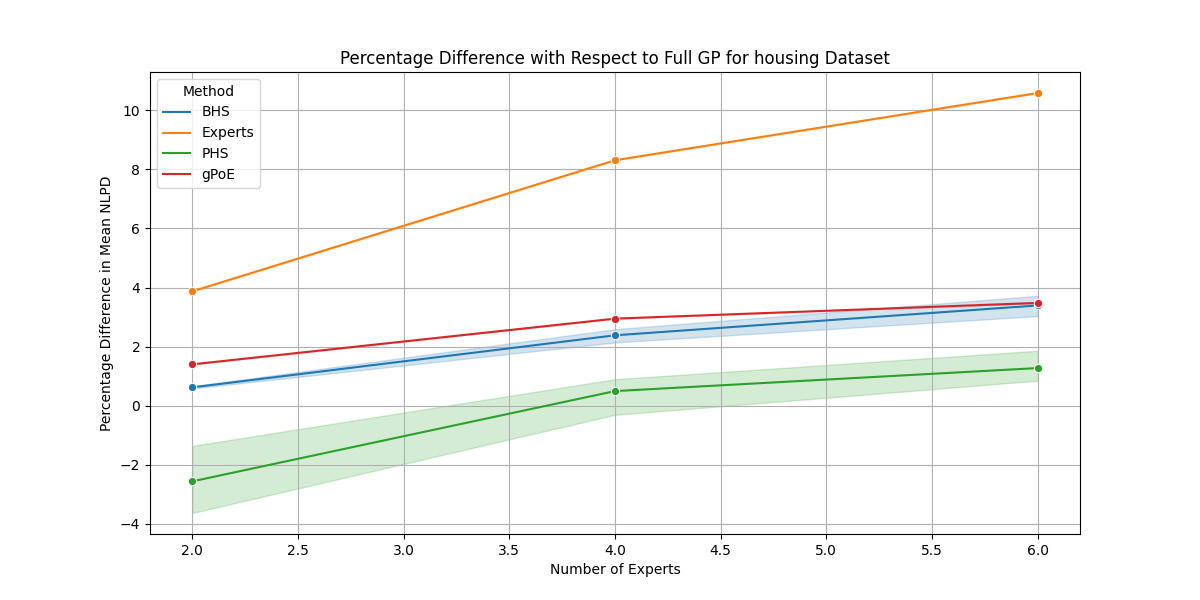 Percentage Difference with Respect to Full GP for housing Dataset
Method
BHS
Experts
PHS
gPoE
Percentage Difference in Mean NLPD
10
8
6
4
2
0
−2
−4
2.0 2.5 3.0 3.5 4.0 4.5 5.0 5.5 6.0
Number of Experts